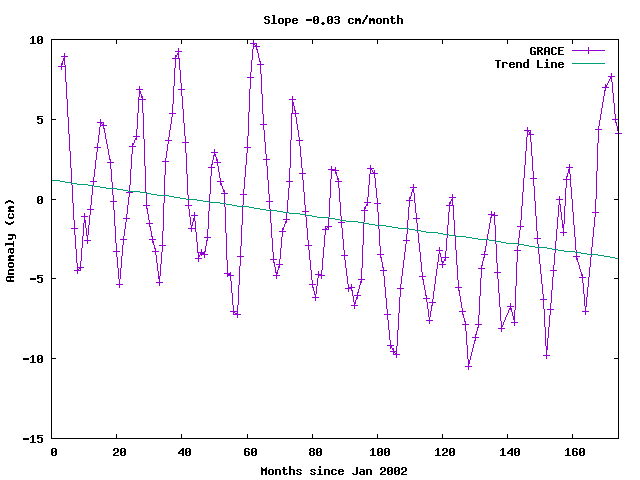 Slope -0.03 cm/month
GRACE
Trend Line
10
5
0
-5
-10
-15
Anomaly (cm)
0 20 40 60 80 100 120 140 160
Months since Jan 2002